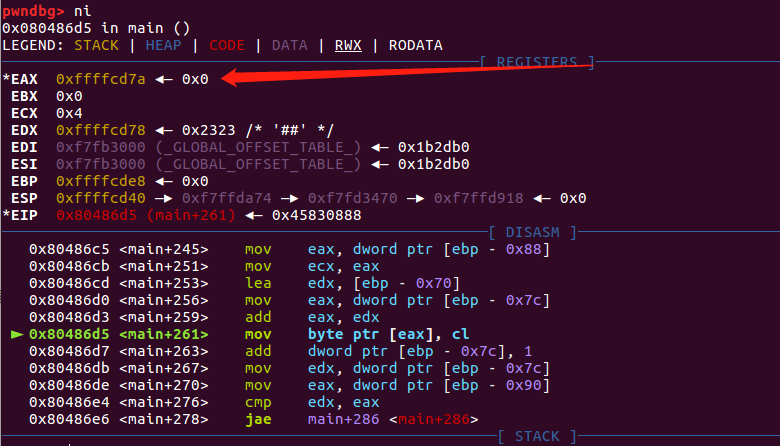 pwndbg> ni
0x080486d5 in main ()
LEGEND: STACK | HEAP | CODE | DATA | RWX | RODATA
[ REGISTERS ]
*EAX 0xffffcd7a ◂— 0x0
EBX 0x0
ECX 0x4
EDX 0xffffcd78 ◂— 0x2323 /* '##' */
EDI 0xf7fb3000 (_GLOBAL_OFFSET_TABLE_) ◂— 0x1b2db0
ESI 0xf7fb3000 (_GLOBAL_OFFSET_TABLE_) ◂— 0x1b2db0
EBP 0xffffcde8 ◂— 0x0
ESP 0xffffcd40 —▸ 0xf7ffda74 —▸ 0xf7fd3470 —▸ 0xf7ffd918 ◂— 0x0
*EIP 0x80486d5 (main+261) ◂— 0x45830888
[ DISASM ]
0x80486c5 <main+245> mov eax, dword ptr [ebp - 0x88]
0x80486cb <main+251> mov ecx, eax
0x80486cd <main+253> lea edx, [ebp - 0x70]
0x80486d0 <main+256> mov eax, dword ptr [ebp - 0x7c]
0x80486d3 <main+259> add eax, edx
► 0x80486d5 <main+261> mov byte ptr [eax], cl
0x80486d7 <main+263> add dword ptr [ebp - 0x7c], 1
0x80486db <main+267> mov edx, dword ptr [ebp - 0x7c]
0x80486de <main+270> mov eax, dword ptr [ebp - 0x90]
0x80486e4 <main+276> cmp edx, eax
0x80486e6 <main+278> jae main+286 <main+286>
[ STACK ]